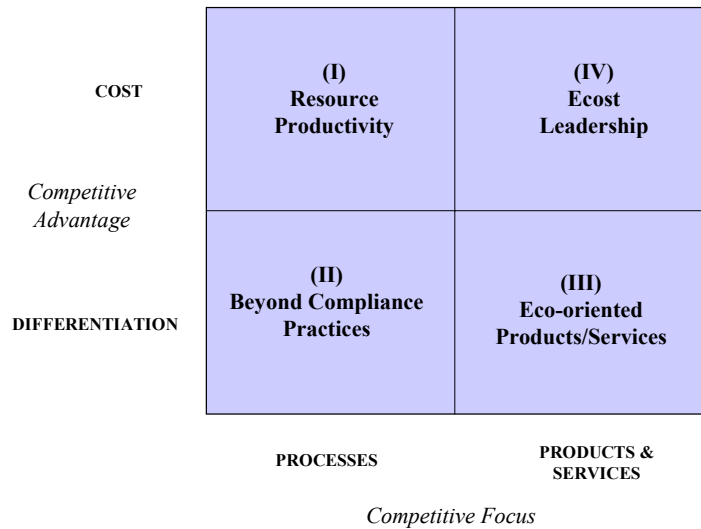 COST
(I)
Resource
Productivity
(IV)
Ecost
Leadership
Competitive
Advantage
DIFFERENTIATION
(II)
Beyond Compliance
Practices
(III)
Eco-oriented
Products/Services
PROCESSES
PRODUCTS &
SERVICES
Competitive Focus